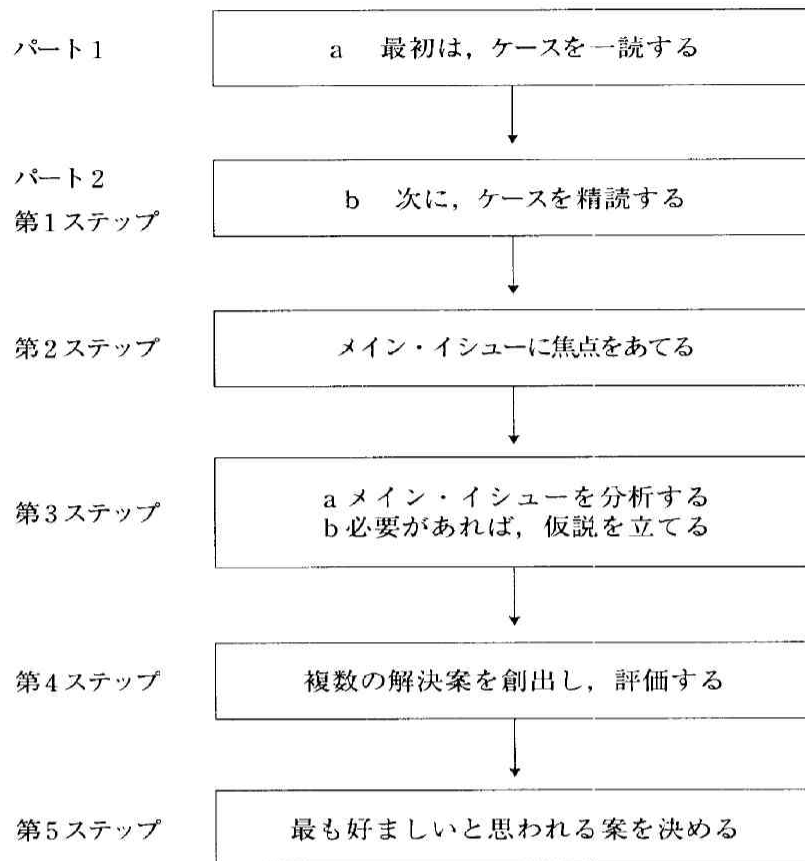 パート1
a 最初は，ケースを一読する
パート2
第1ステップ
b 次に，ケースを精読する
第2ステップ
メイン・イシューに焦点をあてる
第3ステップ
a メイン・イシューを分析する
b 必要があれば，仮説を立てる
第4ステップ
複数の解決案を創出し，評価する
第5ステップ
最も好ましいと思われる案を決める